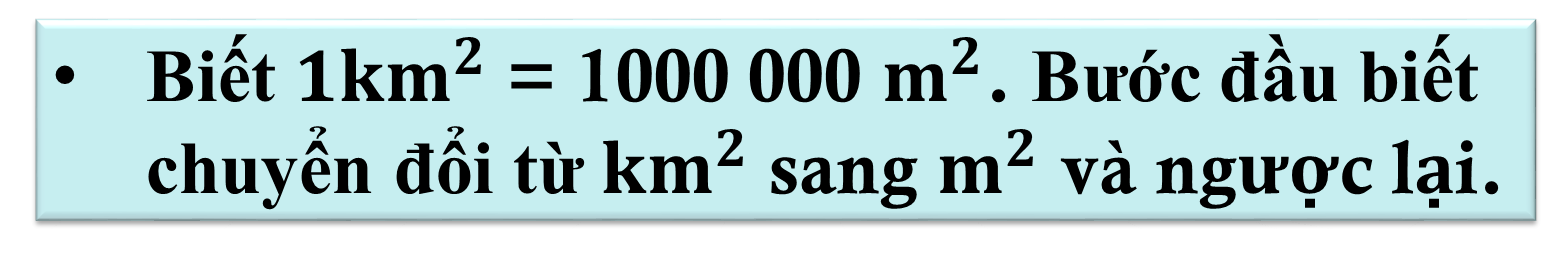 • Biết 1km² = 1000 000 m². Bước đầu biết
chuyển đổi từ km² sang m² và ngược lại.